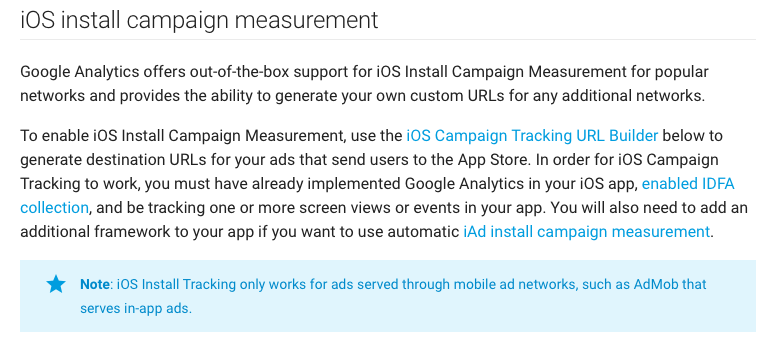 iOS install campaign measurement
Google Analytics offers out-of-the-box support for iOS Install Campaign Measurement for popular
networks and provides the ability to generate your own custom URLs for any additional networks.
To enable iOS Install Campaign Measurement, use the iOS Campaign Tracking URL Builder below to
generate destination URLs for your ads that send users to the App Store. In order for iOS Campaign
Tracking to work, you must have already implemented Google Analytics in your iOS app, enabled IDFA
collection, and be tracking one or more screen views or events in your app. You will also need to add an
additional framework to your app if you want to use automatic iAd install campaign measurement.
Note: iOS Install Tracking only works for ads served through mobile ad networks, such as AdMob that
serves in-app ads.